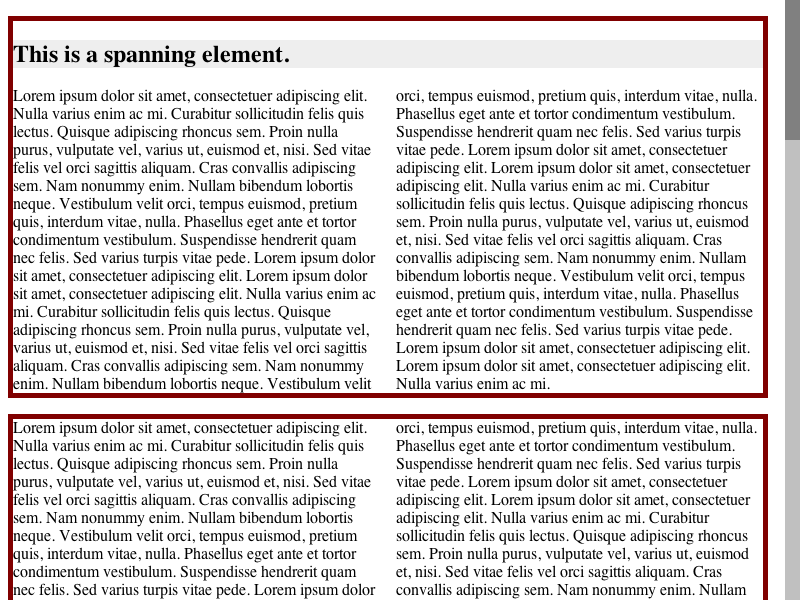 This is a spanning element.
Lorem ipsum dolor sit amet, consectetuer adipiscing elit.
Nulla varius enim ac mi. Curabitur sollicitudin felis quis
lectus. Quisque adipiscing rhoncus sem. Proin nulla
purus, vulputate vel, varius ut, euismod et, nisi. Sed vitae
felis vel orci sagittis aliquam. Cras convallis adipiscing
sem. Nam nonummy enim. Nullam bibendum lobortis
neque. Vestibulum velit orci, tempus euismod, pretium
quis, interdum vitae, nulla. Phasellus eget ante et tortor
condimentum vestibulum. Suspendisse hendrerit quam
nec felis. Sed varius turpis vitae pede. Lorem ipsum dolor
sit amet, consectetuer adipiscing elit. Lorem ipsum dolor
sit amet, consectetuer adipiscing elit. Nulla varius enim ac
mi. Curabitur sollicitudin felis quis lectus. Quisque
adipiscing rhoncus sem. Proin nulla purus, vulputate vel,
varius ut, euismod et, nisi. Sed vitae felis vel orci sagittis
aliquam. Cras convallis adipiscing sem. Nam nonummy
enim. Nullam bibendum lobortis neque. Vestibulum velit
orci, tempus euismod, pretium quis, interdum vitae, nulla.
Phasellus eget ante et tortor condimentum vestibulum.
Suspendisse hendrerit quam nec felis. Sed varius turpis
vitae pede. Lorem ipsum dolor sit amet, consectetuer
adipiscing elit. Lorem ipsum dolor sit amet, consectetuer
adipiscing elit. Nulla varius enim ac mi. Curabitur
sollicitudin felis quis lectus. Quisque adipiscing rhoncus
sem. Proin nulla purus, vulputate vel, varius ut, euismod
et, nisi. Sed vitae felis vel orci sagittis aliquam. Cras
convallis adipiscing sem. Nam nonummy enim. Nullam
bibendum lobortis neque. Vestibulum velit orci, tempus
euismod, pretium quis, interdum vitae, nulla. Phasellus
eget ante et tortor condimentum vestibulum. Suspendisse
hendrerit quam nec felis. Sed varius turpis vitae pede.
Lorem ipsum dolor sit amet, consectetuer adipiscing elit.
Lorem ipsum dolor sit amet, consectetuer adipiscing elit.
Nulla varius enim ac mi.
Lorem ipsum dolor sit amet, consectetuer adipiscing elit.
Nulla varius enim ac mi. Curabitur sollicitudin felis quis
lectus. Quisque adipiscing rhoncus sem. Proin nulla
purus, vulputate vel, varius ut, euismod et, nisi. Sed vitae
felis vel orci sagittis aliquam. Cras convallis adipiscing
sem. Nam nonummy enim. Nullam bibendum lobortis
neque. Vestibulum velit orci, tempus euismod, pretium
quis, interdum vitae, nulla. Phasellus eget ante et tortor
condimentum vestibulum. Suspendisse hendrerit quam
nec felis. Sed varius turpis vitae pede. Lorem ipsum dolor
orci, tempus euismod, pretium quis, interdum vitae, nulla.
Phasellus eget ante et tortor condimentum vestibulum.
Suspendisse hendrerit quam nec felis. Sed varius turpis
vitae pede. Lorem ipsum dolor sit amet, consectetuer
adipiscing elit. Lorem ipsum dolor sit amet, consectetuer
adipiscing elit. Nulla varius enim ac mi. Curabitur
sollicitudin felis quis lectus. Quisque adipiscing rhoncus
sem. Proin nulla purus, vulputate vel, varius ut, euismod
et, nisi. Sed vitae felis vel orci sagittis aliquam. Cras
convallis adipiscing sem. Nam nonummy enim. Nullam